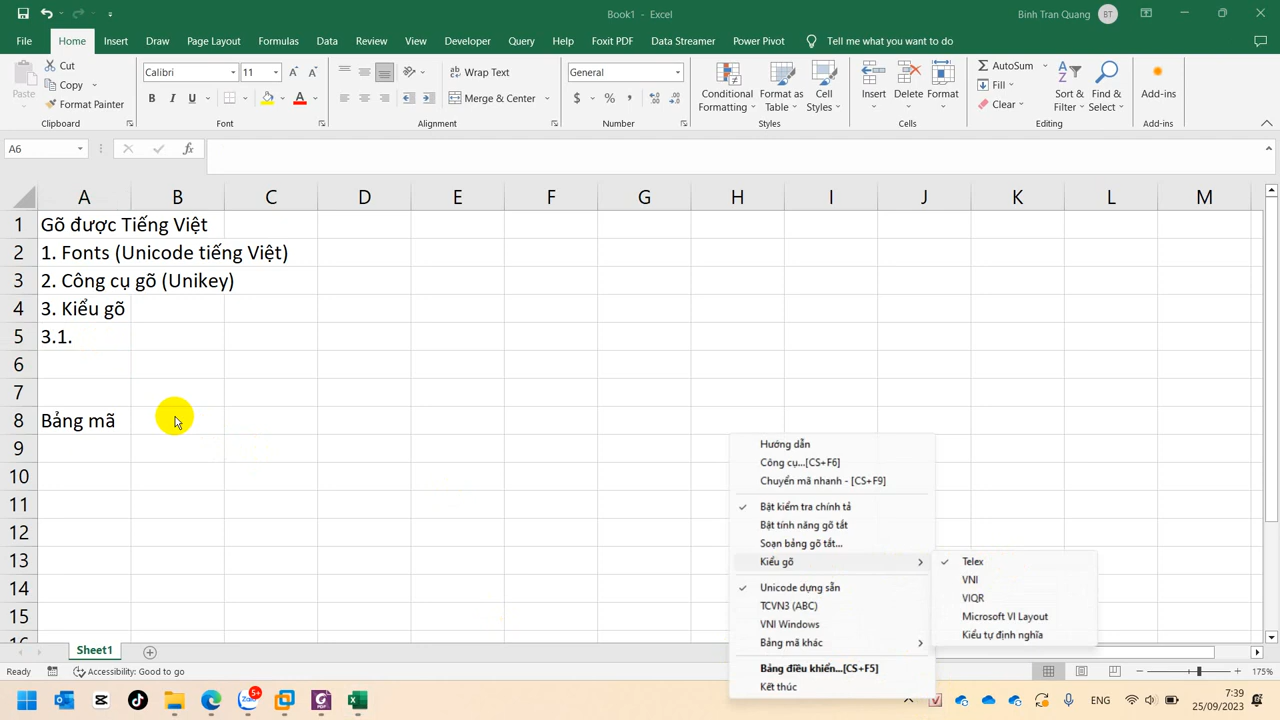 Book1 - Excel
Binh Tran Quang BT
File Home Insert Draw Page Layout Formulas Data Review View Developer Query Help Foxit PDF Data Streamer Power Pivot Tell me what you want to do
Paste
Cut
Copy
Format Painter
Calibri 11
B I U
A
Wrap Text
Merge & Center
General
$ % ,
Conditional Formatting
Format as Table
Cell Styles
Insert
Delete
Format
AutoSum
Fill
Clear
Sort & Filter
Find & Select
Add-ins
Clipboard Font Alignment Number Styles Cells Editing Add-ins
A6 fx
A B C D E F G H I J K L M
1 Gõ được Tiếng Việt
2 1. Fonts (Unicode tiếng Việt)
3 2. Công cụ gõ (Unikey)
4 3. Kiểu gõ
5 3.1.
6
7
8 Bảng mã
9
10
11
12
13
14
15
Hướng dẫn
Công cụ...[CS+F6]
Chuyển mã nhanh - [CS+F9]
Bật kiểm tra chính tả
Bật tính năng gõ tắt
Soạn bảng gõ tắt...
Kiểu gõ
Telex
VNI
VIQR
Microsoft VI Layout
Kiểu tự định nghĩa
Unicode dựng sẵn
TCVN3 (ABC)
VNI Windows
Bảng mã khác
Bảng điều khiển...[CS+F5]
Kết thúc
Sheet1
Ready Accessibility: Good to go 175%
Zalo 5+
ENG
7:39
25/09/2023